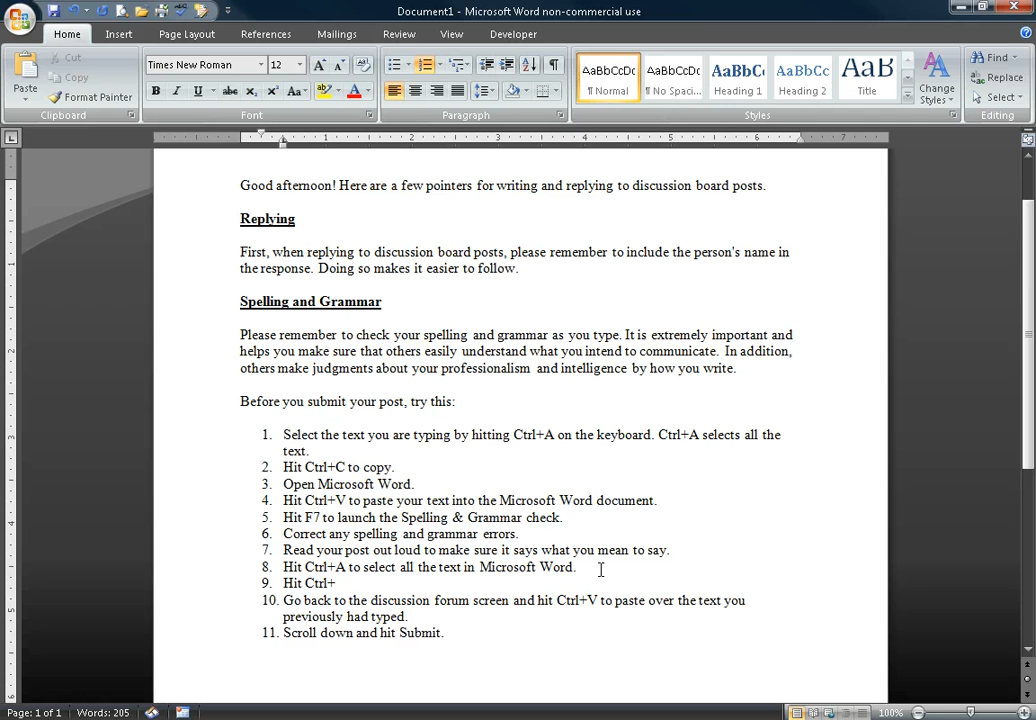 Document1 - Microsoft Word non-commercial use
Home Insert Page Layout References Mailings Review View Developer
Cut
Copy
Format Painter
Paste
Clipboard
Times New Roman 12
Font
Paragraph
AaBbCcDc AaBbCcDc AaBbC AaBbCc AaB
¶ Normal ¶ No Spaci... Heading 1 Heading 2 Title
Change
Styles
Styles
Find
Replace
Select
Editing
1 2 3 4 5 6 7
Good afternoon! Here are a few pointers for writing and replying to discussion board posts.
Replying
First, when replying to discussion board posts, please remember to include the person's name in
the response. Doing so makes it easier to follow.
Spelling and Grammar
Please remember to check your spelling and grammar as you type. It is extremely important and
helps you make sure that others easily understand what you intend to communicate. In addition,
others make judgments about your professionalism and intelligence by how you write.
Before you submit your post, try this:
1. Select the text you are typing by hitting Ctrl+A on the keyboard. Ctrl+A selects all the
text.
2. Hit Ctrl+C to copy.
3. Open Microsoft Word.
4. Hit Ctrl+V to paste your text into the Microsoft Word document.
5. Hit F7 to launch the Spelling & Grammar check.
6. Correct any spelling and grammar errors.
7. Read your post out loud to make sure it says what you mean to say.
8. Hit Ctrl+A to select all the text in Microsoft Word.
9. Hit Ctrl+
10. Go back to the discussion forum screen and hit Ctrl+V to paste over the text you
previously had typed.
11. Scroll down and hit Submit.
Page: 1 of 1 Words: 205 100%